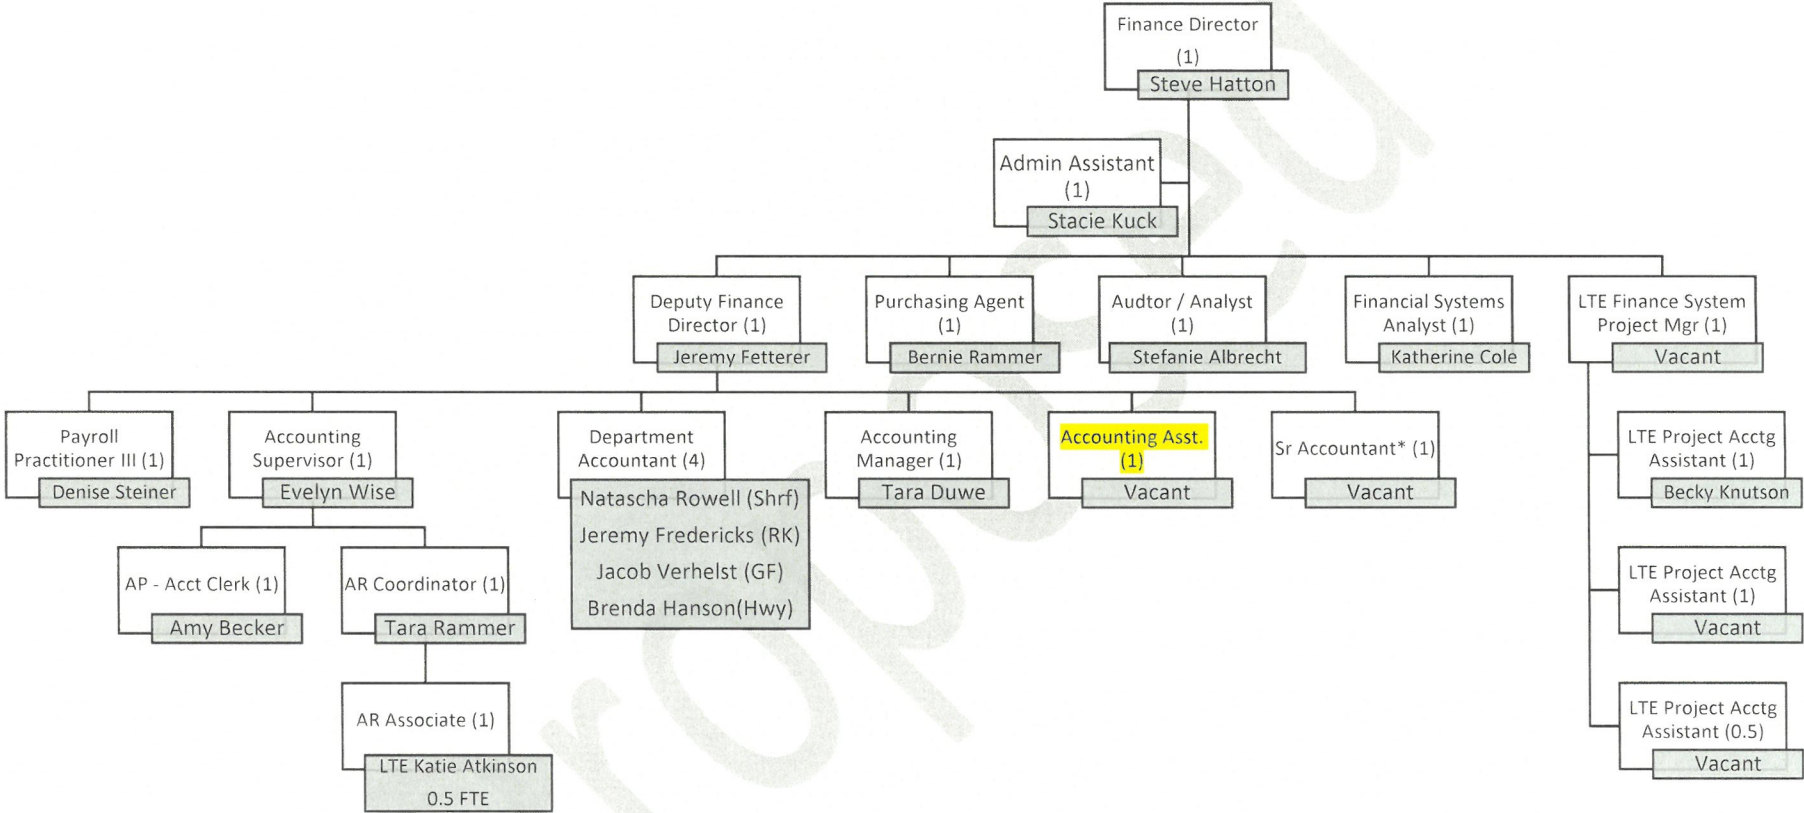 Finance Director
(1)
Steve Hatton
Admin Assistant
(1)
Stacie Kuck
Deputy Finance
Director (1)
Jeremy Fetterer
Purchasing Agent
(1)
Bernie Rammer
Audtor / Analyst
(1)
Stefanie Albrecht
Financial Systems
Analyst (1)
Katherine Cole
LTE Finance System
Project Mgr (1)
Vacant
Payroll
Practitioner III (1)
Denise Steiner
Accounting
Supervisor (1)
Evelyn Wise
Department
Accountant (4)
Natascha Rowell (Shrf)
Jeremy Fredericks (RK)
Jacob Verhelst (GF)
Brenda Hanson(Hwy)
Accounting
Manager (1)
Tara Duwe
Accounting Asst.
(1)
Vacant
Sr Accountant* (1)
Vacant
LTE Project Acctg
Assistant (1)
Becky Knutson
AP - Acct Clerk (1)
Amy Becker
AR Coordinator (1)
Tara Rammer
LTE Project Acctg
Assistant (1)
Vacant
AR Associate (1)
LTE Katie Atkinson
0.5 FTE
LTE Project Acctg
Assistant (0.5)
Vacant
roposed